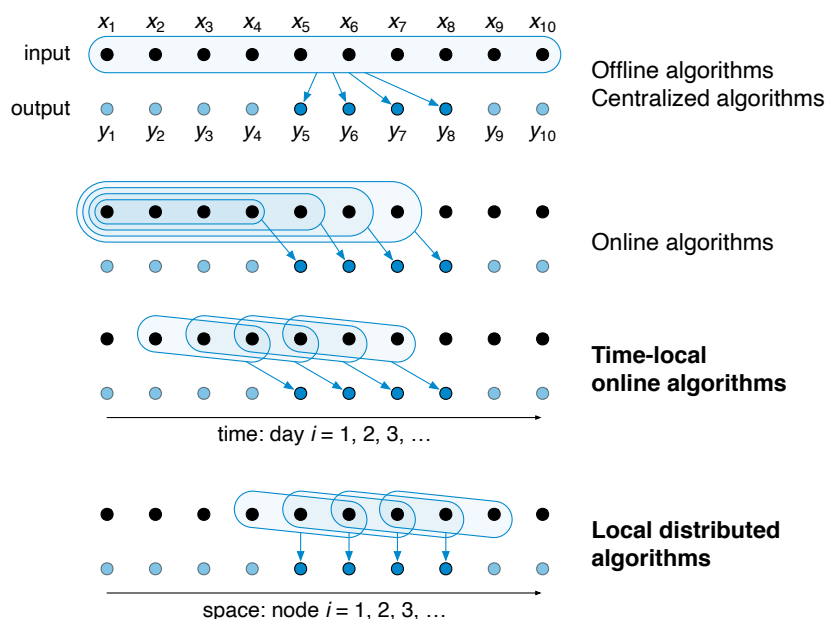 x1 x2 x3 x4 x5 x6 x7 x8 x9 x10
input
Offline algorithms
Centralized algorithms
output
y1 y2 y3 y4 y5 y6 y7 y8 y9 y10
Online algorithms
Time-local
online algorithms
time: day i = 1, 2, 3, …
Local distributed
algorithms
space: node i = 1, 2, 3, …